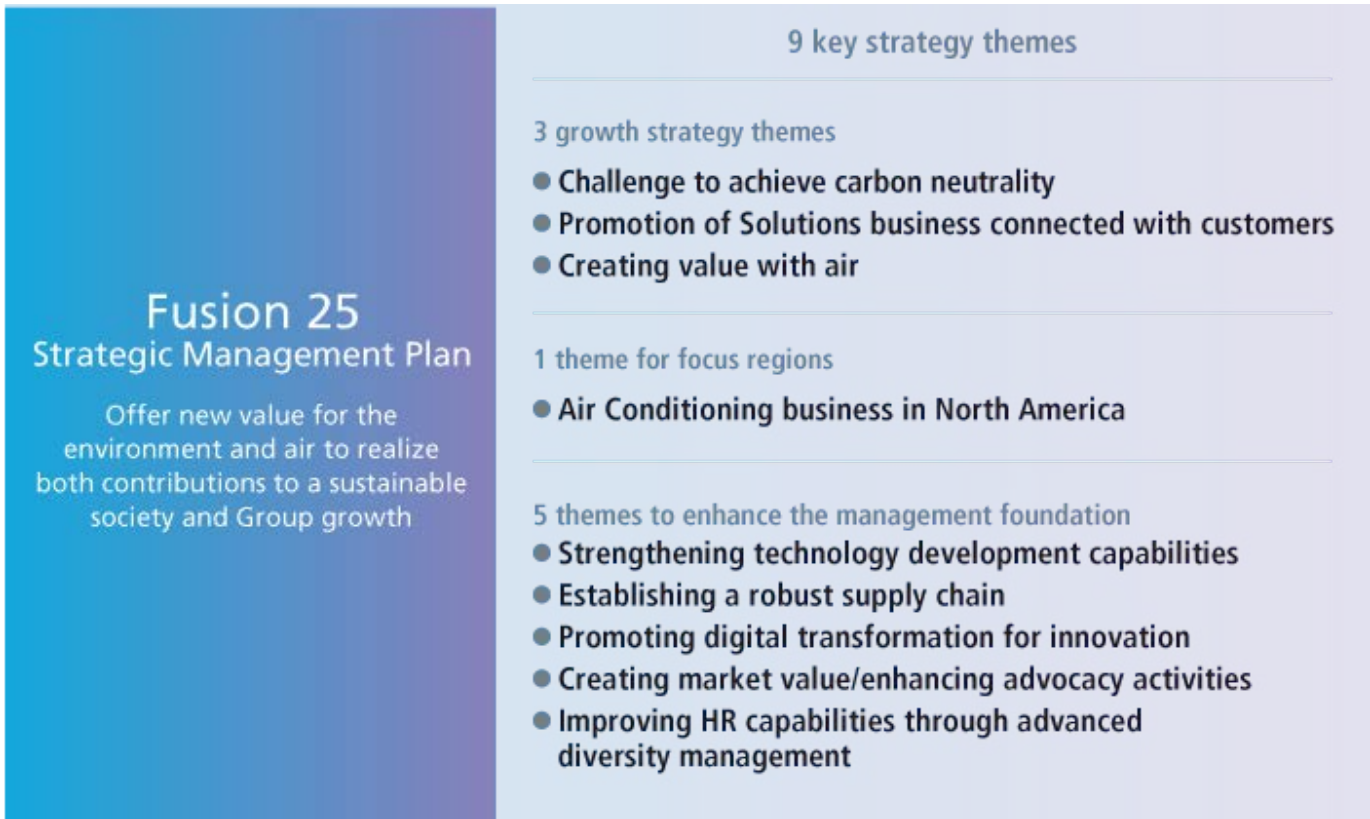 Fusion 25
Strategic Management Plan
Offer new value for the
environment and air to realize
both contributions to a sustainable
society and Group growth
9 key strategy themes
3 growth strategy themes
● Challenge to achieve carbon neutrality
● Promotion of Solutions business connected with customers
● Creating value with air
1 theme for focus regions
● Air Conditioning business in North America
5 themes to enhance the management foundation
● Strengthening technology development capabilities
● Establishing a robust supply chain
● Promoting digital transformation for innovation
● Creating market value/enhancing advocacy activities
● Improving HR capabilities through advanced
diversity management